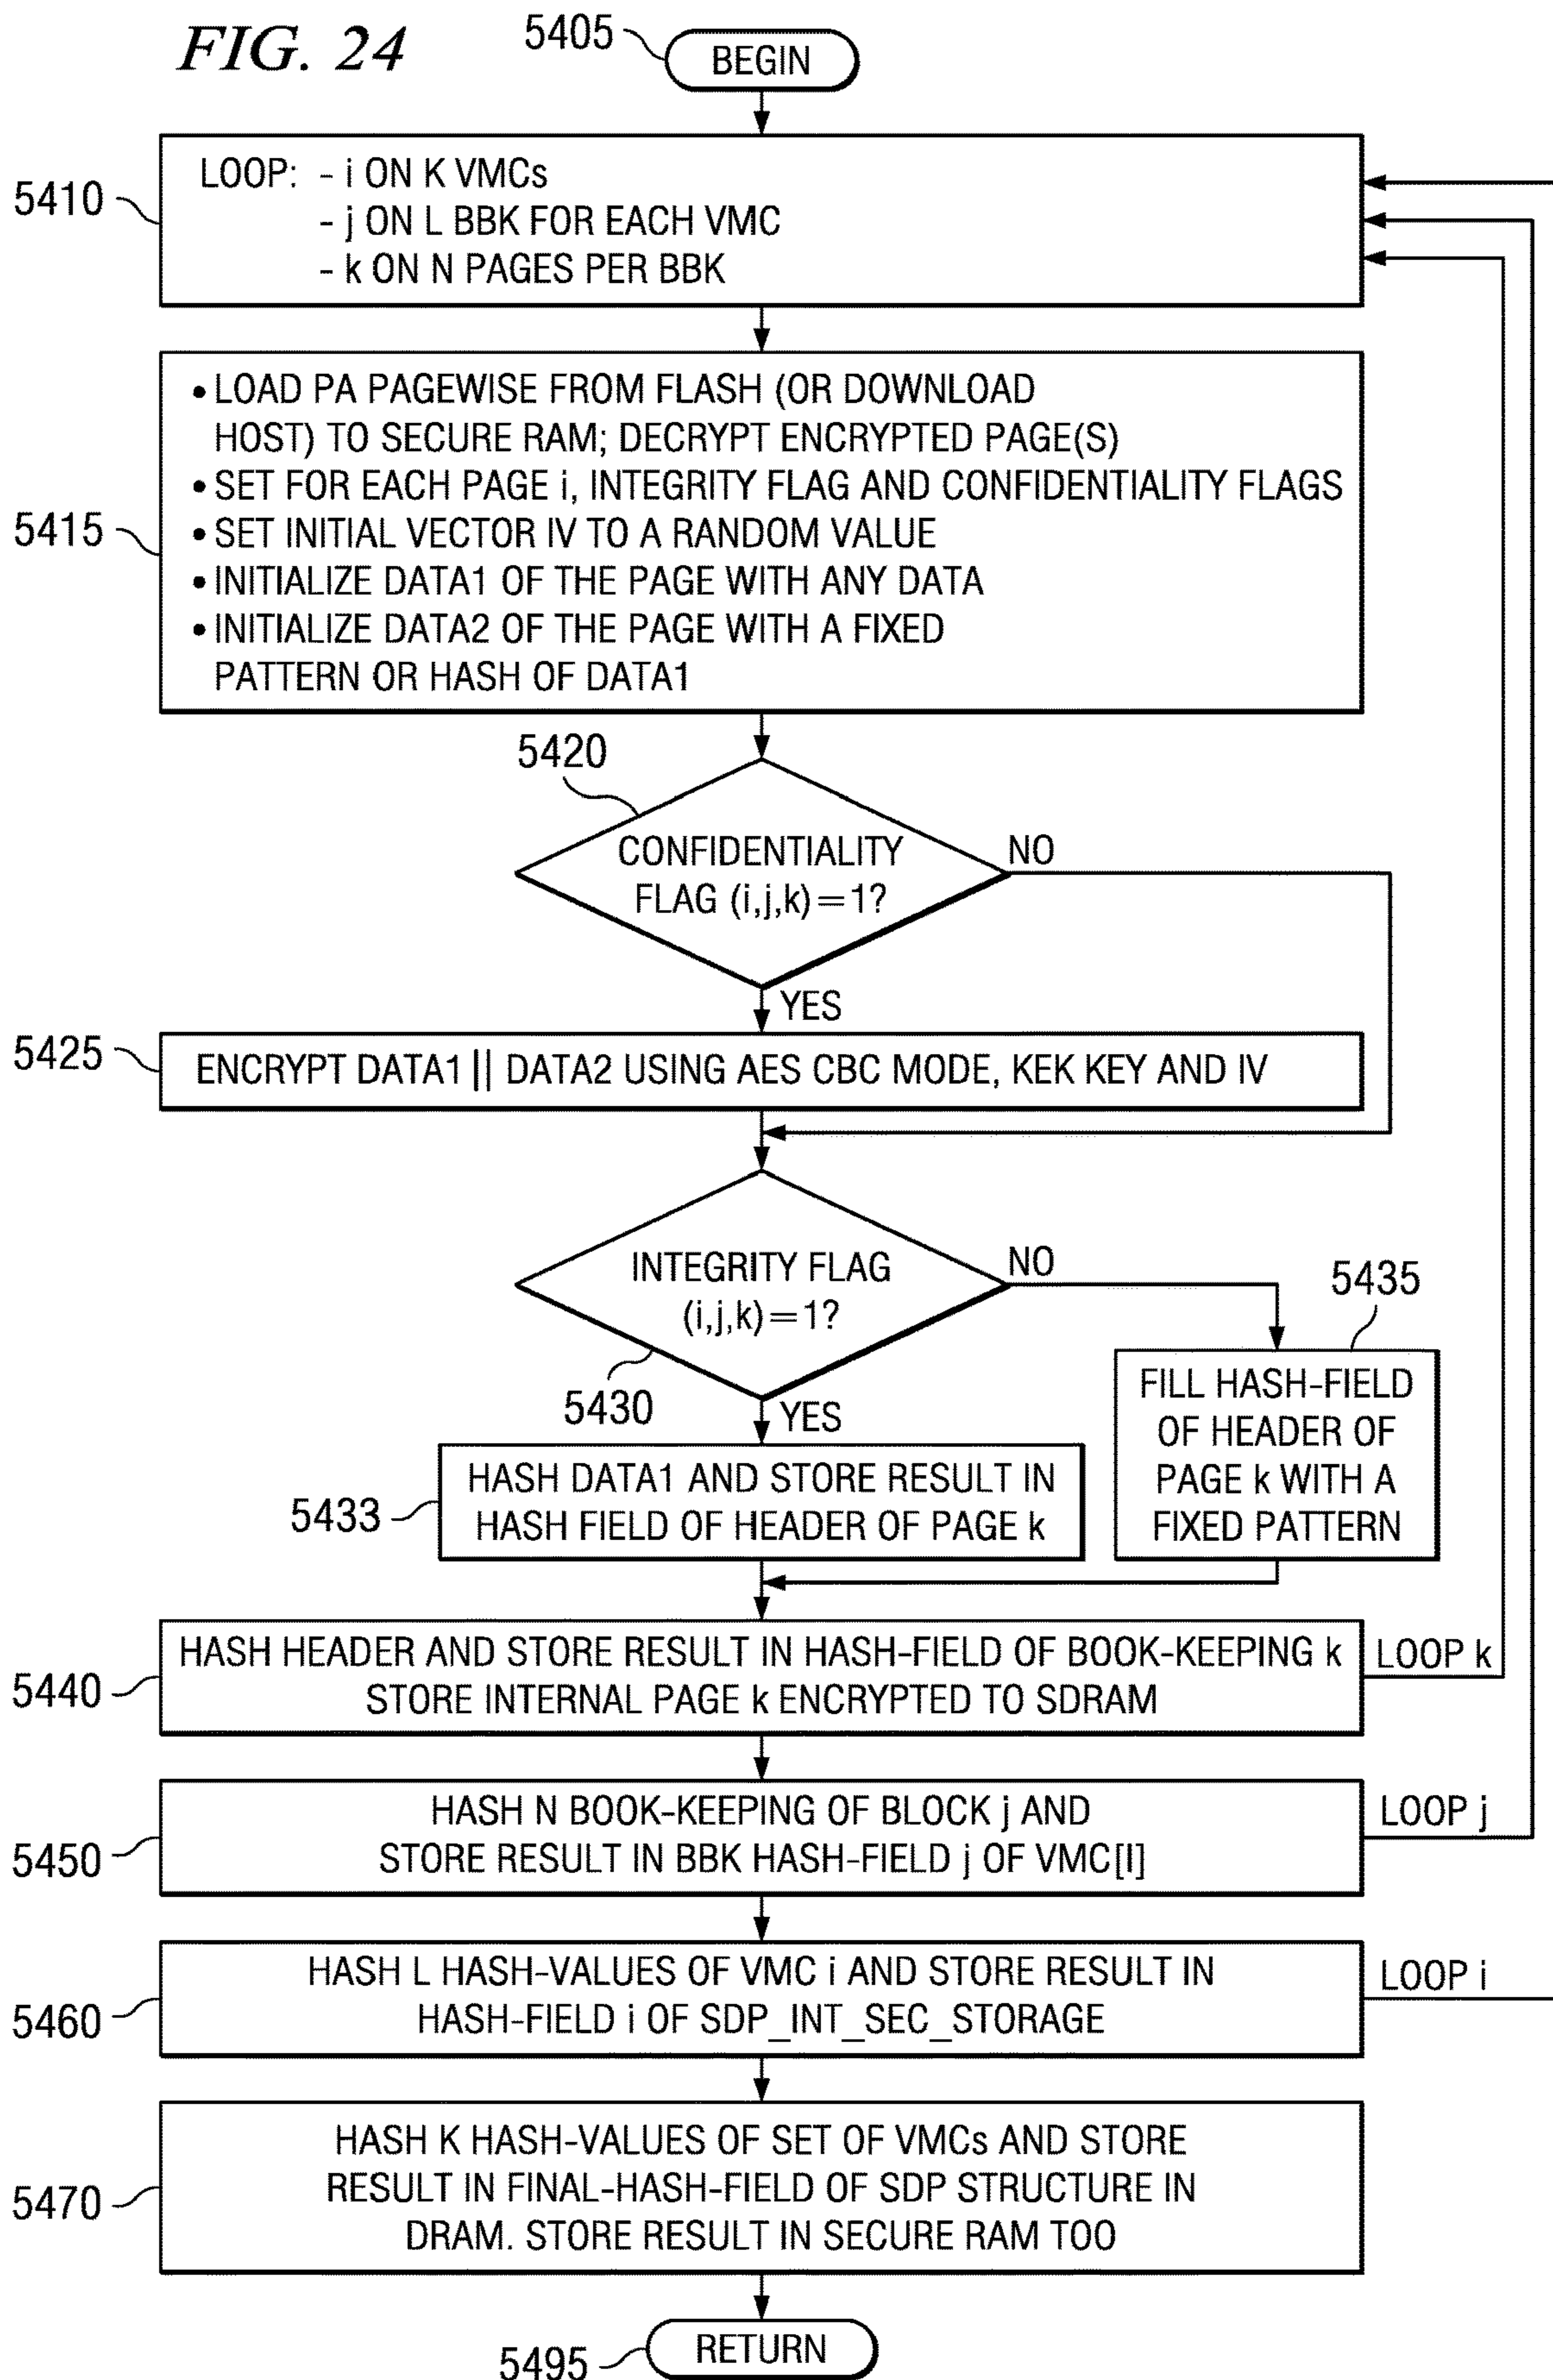 FIG. 24
5405
BEGIN
5410
LOOP: - i ON K VMCs
- j ON L BBK FOR EACH VMC
- k ON N PAGES PER BBK
5415
• LOAD PA PAGEWISE FROM FLASH (OR DOWNLOAD
HOST) TO SECURE RAM; DECRYPT ENCRYPTED PAGE(S)
• SET FOR EACH PAGE i, INTEGRITY FLAG AND CONFIDENTIALITY FLAGS
• SET INITIAL VECTOR IV TO A RANDOM VALUE
• INITIALIZE DATA1 OF THE PAGE WITH ANY DATA
• INITIALIZE DATA2 OF THE PAGE WITH A FIXED
PATTERN OR HASH OF DATA1
5420
CONFIDENTIALITY
FLAG (i,j,k)=1?
NO
YES
5425
ENCRYPT DATA1 || DATA2 USING AES CBC MODE, KEK KEY AND IV
INTEGRITY FLAG
(i,j,k)=1?
NO
5430
YES
5435
FILL HASH-FIELD
OF HEADER OF
PAGE k WITH A
FIXED PATTERN
5433
HASH DATA1 AND STORE RESULT IN
HASH FIELD OF HEADER OF PAGE k
5440
HASH HEADER AND STORE RESULT IN HASH-FIELD OF BOOK-KEEPING k
STORE INTERNAL PAGE k ENCRYPTED TO SDRAM
LOOP k
5450
HASH N BOOK-KEEPING OF BLOCK j AND
STORE RESULT IN BBK HASH-FIELD j OF VMC[I]
LOOP j
5460
HASH L HASH-VALUES OF VMC i AND STORE RESULT IN
HASH-FIELD i OF SDP_INT_SEC_STORAGE
LOOP i
5470
HASH K HASH-VALUES OF SET OF VMCs AND STORE
RESULT IN FINAL-HASH-FIELD OF SDP STRUCTURE IN
DRAM. STORE RESULT IN SECURE RAM TOO
5495
RETURN